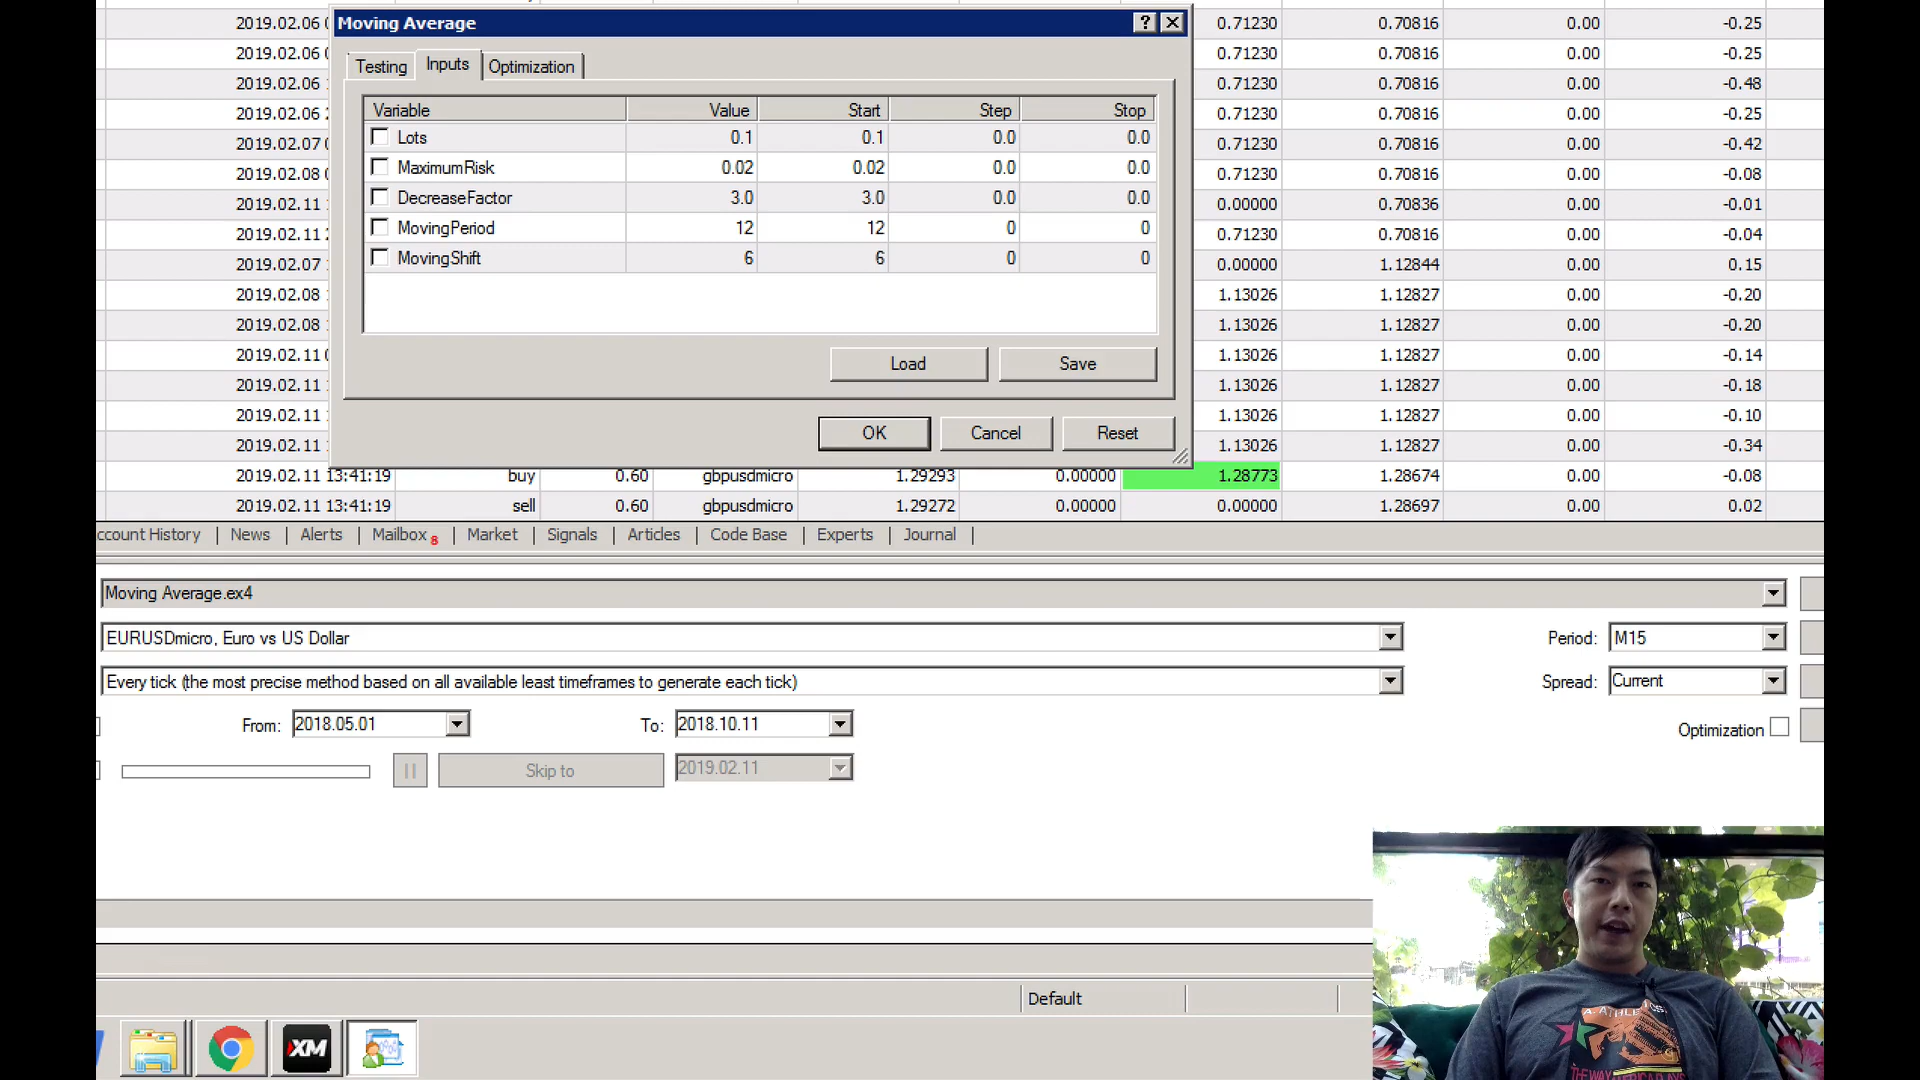 2019.02.06 0 0.71230 0.70816 0.00 -0.25
Moving Average
2019.02.06 0.71230 0.70816 0.00 -0.25
Testing Inputs Optimization
2019.02.06 1 0.71230 0.70816 0.00 -0.48
Variable Value Start Step Stop
2019.02.06 2 0.71230 0.70816 0.00 -0.25
Lots 0.1 0.1 0.0 0.0
2019.02.07 0 0.71230 0.70816 0.00 -0.42
MaximumRisk 0.02 0.02 0.0 0.0
2019.02.08 0 0.71230 0.70816 0.00 -0.08
DecreaseFactor 3.0 3.0 0.0 0.0
2019.02.11 1 0.00000 0.70836 0.00 -0.01
MovingPeriod 12 12 0 0
2019.02.11 2 0.71230 0.70816 0.00 -0.04
MovingShift 6 6 0 0
2019.02.07 1 0.00000 1.12844 0.00 0.15
2019.02.08 1 1.13026 1.12827 0.00 -0.20
2019.02.08 1 1.13026 1.12827 0.00 -0.20
2019.02.11 0 1.13026 1.12827 0.00 -0.14
Load Save
2019.02.11 1 1.13026 1.12827 0.00 -0.18
2019.02.11 1 1.13026 1.12827 0.00 -0.10
OK Cancel Reset
2019.02.11 1 1.13026 1.12827 0.00 -0.34
2019.02.11 13:41:19 buy 0.60 gbpusdmicro 1.29293 0.00000 1.28773 1.28674 0.00 -0.08
2019.02.11 13:41:19 sell 0.60 gbpusdmicro 1.29272 0.00000 0.00000 1.28697 0.00 0.02
ccount History | News | Alerts | Mailbox 8 | Market | Signals | Articles | Code Base | Experts | Journal |
Moving Average.ex4
EURUSDmicro, Euro vs US Dollar Period: M15
Every tick (the most precise method based on all available least timeframes to generate each tick) Spread: Current
From: 2018.05.01 To: 2018.10.11 Optimization
Skip to 2019.02.11
Default
XM